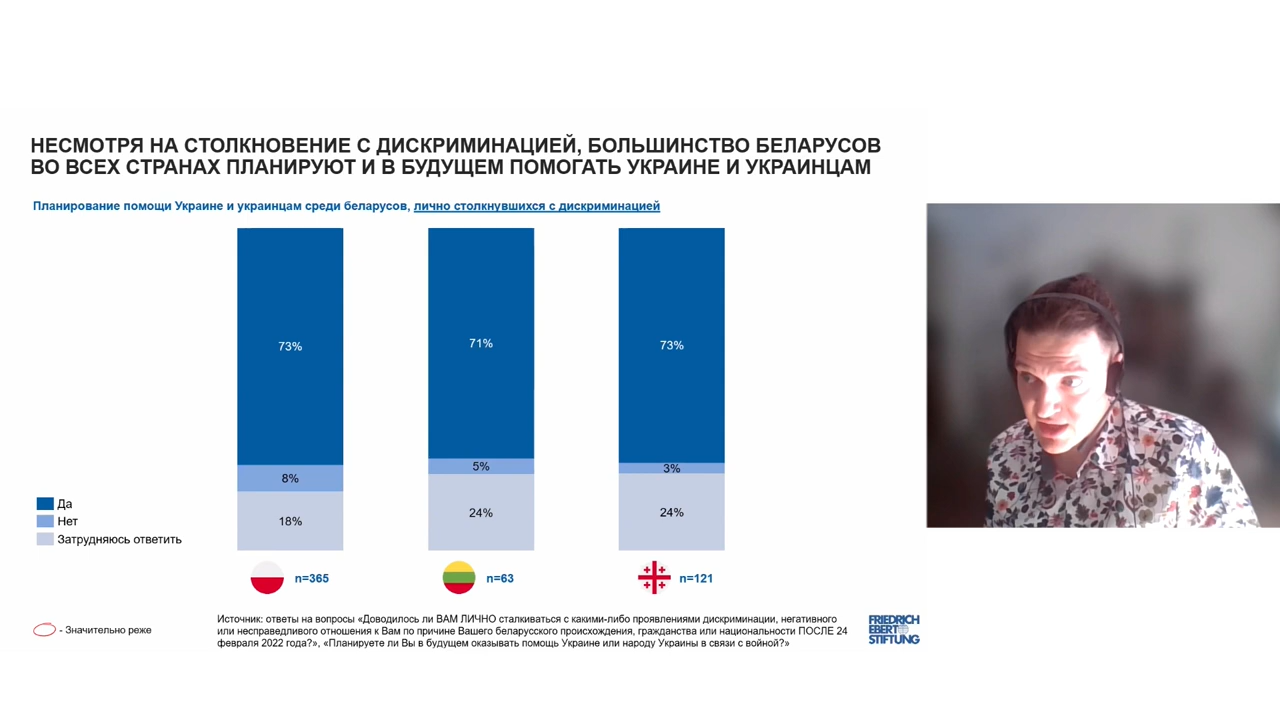 НЕСМОТРЯ НА СТОЛКНОВЕНИЕ С ДИСКРИМИНАЦИЕЙ, БОЛЬШИНСТВО БЕЛАРУСОВ
ВО ВСЕХ СТРАНАХ ПЛАНИРУЮТ И В БУДУЩЕМ ПОМОГАТЬ УКРАИНЕ И УКРАИНЦАМ
Планирование помощи Украине и украинцам среди беларусов, лично столкнувшихся с дискриминацией
73%
71%
73%
8%
5%
3%
18%
24%
24%
Да
Нет
Затрудняюсь ответить
n=365
n=63
n=121
- Значительно реже
Источник: ответы на вопросы «Доводилось ли ВАМ ЛИЧНО сталкиваться с какими-либо проявлениями дискриминации, негативного
или несправедливого отношения к Вам по причине Вашего беларусского происхождения, гражданства или национальности ПОСЛЕ 24
февраля 2022 года?», «Планируете ли Вы в будущем оказывать помощь Украине или народу Украины в связи с войной?»
FRIEDRICH
EBERT
STIFTUNG